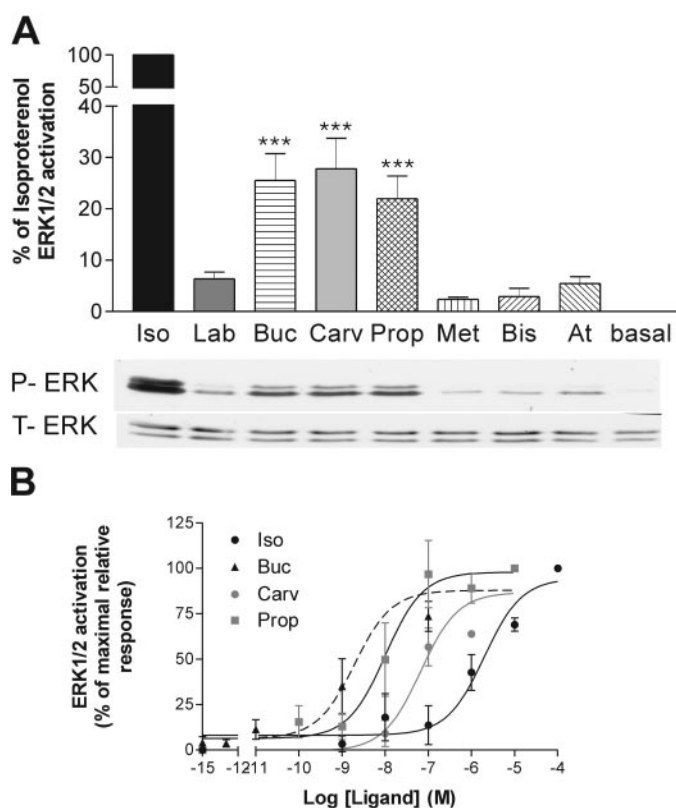 A
% of Isoproterenol
ERK1/2 activation
100
50
40
30
20
10
0
***
***
***
Iso Lab Buc Carv Prop Met Bis At basal
P- ERK
T- ERK
B
ERK1/2 activation
(% of maximal relative
response)
125
100
75
50
25
0
Iso
Buc
Carv
Prop
-15 -12 -11 -10 -9 -8 -7 -6 -5 -4
Log [Ligand] (M)